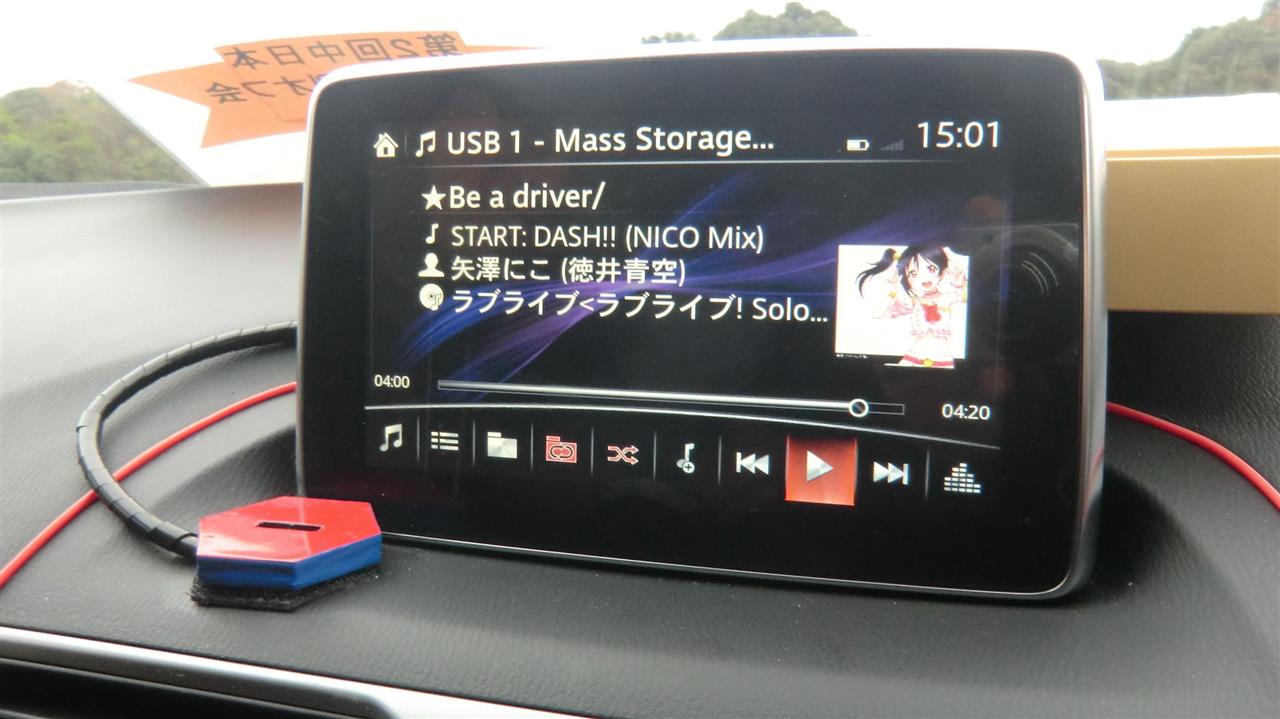 第2回中日本
オフ会
USB 1 - Mass Storage...
15:01
★Be a driver/
START: DASH!! (NICO Mix)
矢澤にこ (徳井青空)
ラブライブ<ラブライブ! Solo...
04:00
04:20